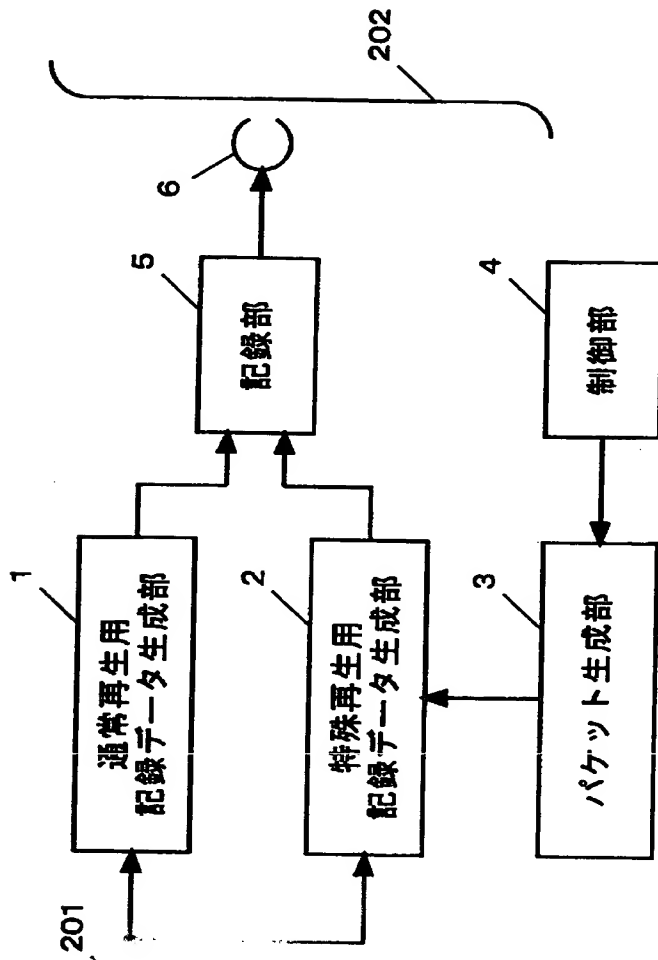 201
1
通常再生用
記録データ生成部
2
特殊再生用
記録データ生成部
3
パケット生成部
4
制御部
5
記録部
6
202